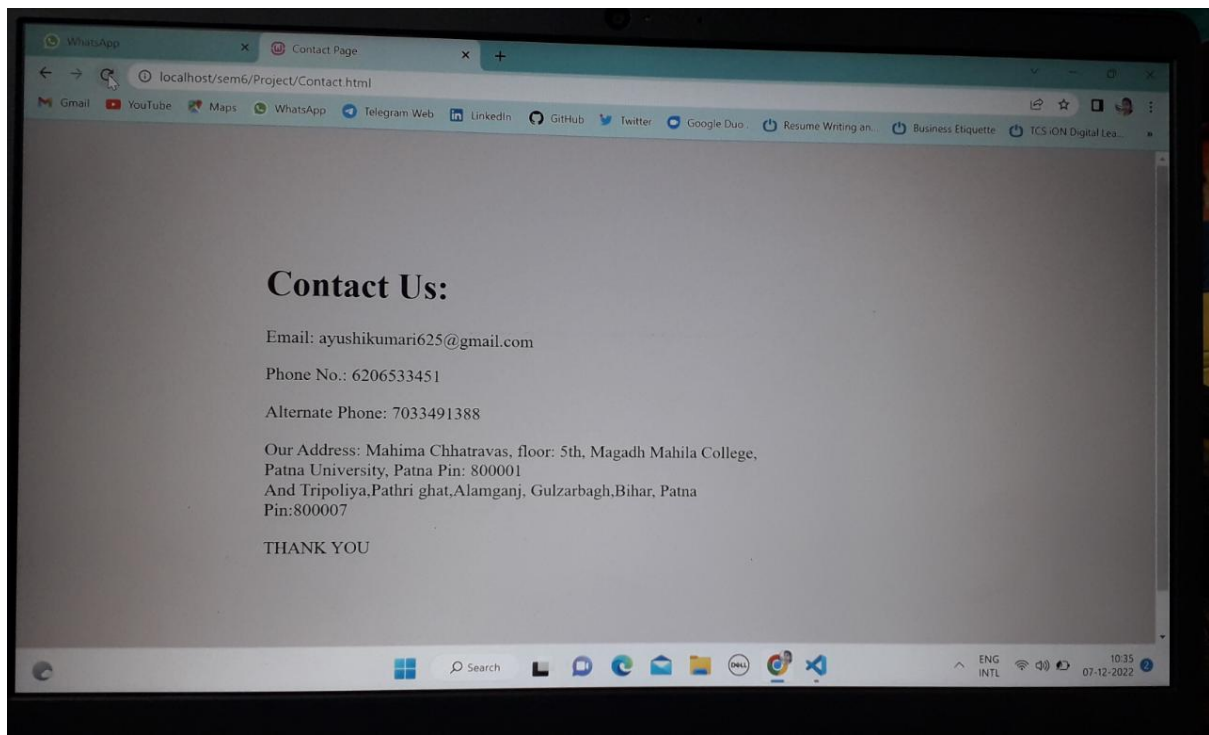 WhatsApp
Contact Page
localhost/sem6/Project/Contact.html
Gmail YouTube Maps WhatsApp Telegram Web LinkedIn GitHub Twitter Google Duo Resume Writing an... Business Etiquette TCS iON Digital Lea...
Contact Us:
Email: ayushikumari625@gmail.com
Phone No.: 6206533451
Alternate Phone: 7033491388
Our Address: Mahima Chhatravas, floor: 5th, Magadh Mahila College,
Patna University, Patna Pin: 800001
And Tripoliya,Pathri ghat,Alamganj, Gulzarbagh,Bihar, Patna
Pin:800007
THANK YOU
Search
DELL
ENG
INTL
10:35
07-12-2022
2